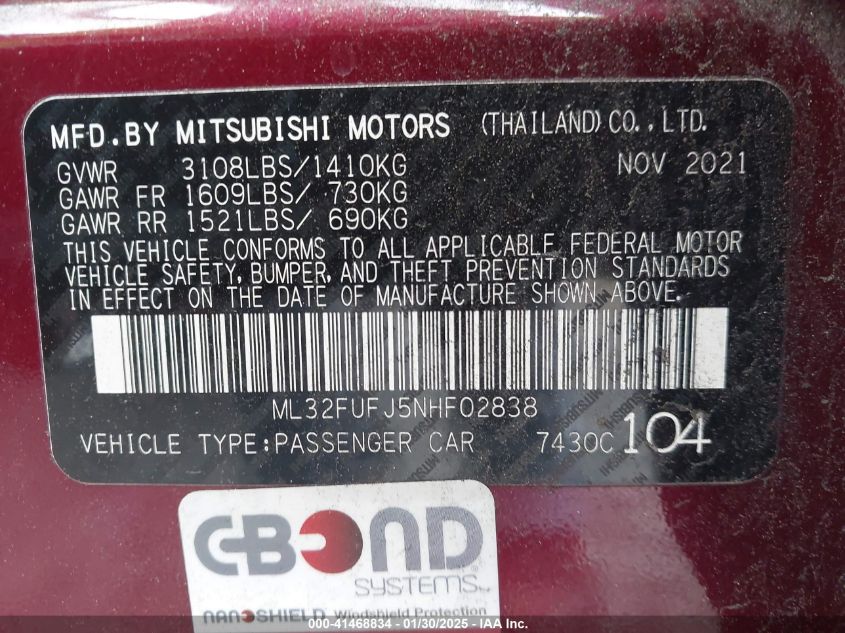 MFD.BY MITSUBISHI MOTORS (THAILAND) CO.,LTD.
GVWR 3108LBS/1410KG NOV 2021
GAWR FR 1609LBS/ 730KG
GAWR RR 1521LBS/ 690KG
THIS VEHICLE CONFORMS TO ALL APPLICABLE FEDERAL MOTOR
VEHICLE SAFETY, BUMPER, AND THEFT PREVENTION STANDARDS
IN EFFECT ON THE DATE OF MANUFACTURE SHOWN ABOVE.
ML32FUFJ5NHF02838
VEHICLE TYPE:PASSENGER CAR 7430C 104
C-BOND
SYSTEMS
NANOSHIELD Windshield Protection
000-41468834 - 01/30/2025 - IAA Inc.